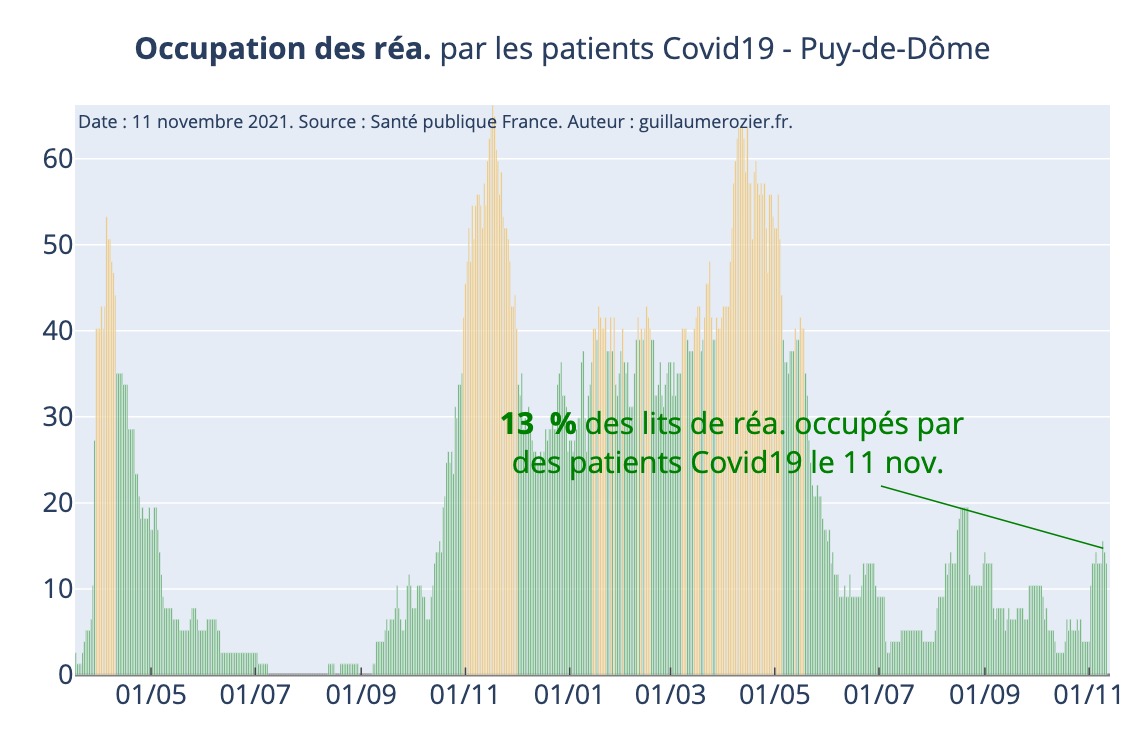 Occupation des réa. par les patients Covid19 - Puy-de-Dôme
Date : 11 novembre 2021. Source : Santé publique France. Auteur : guillaumerozier.fr.
60
50
40
30
20
10
0
13 % des lits de réa. occupés par
des patients Covid19 le 11 nov.
01/05 01/07 01/09 01/11 01/01 01/03 01/05 01/07 01/09 01/11